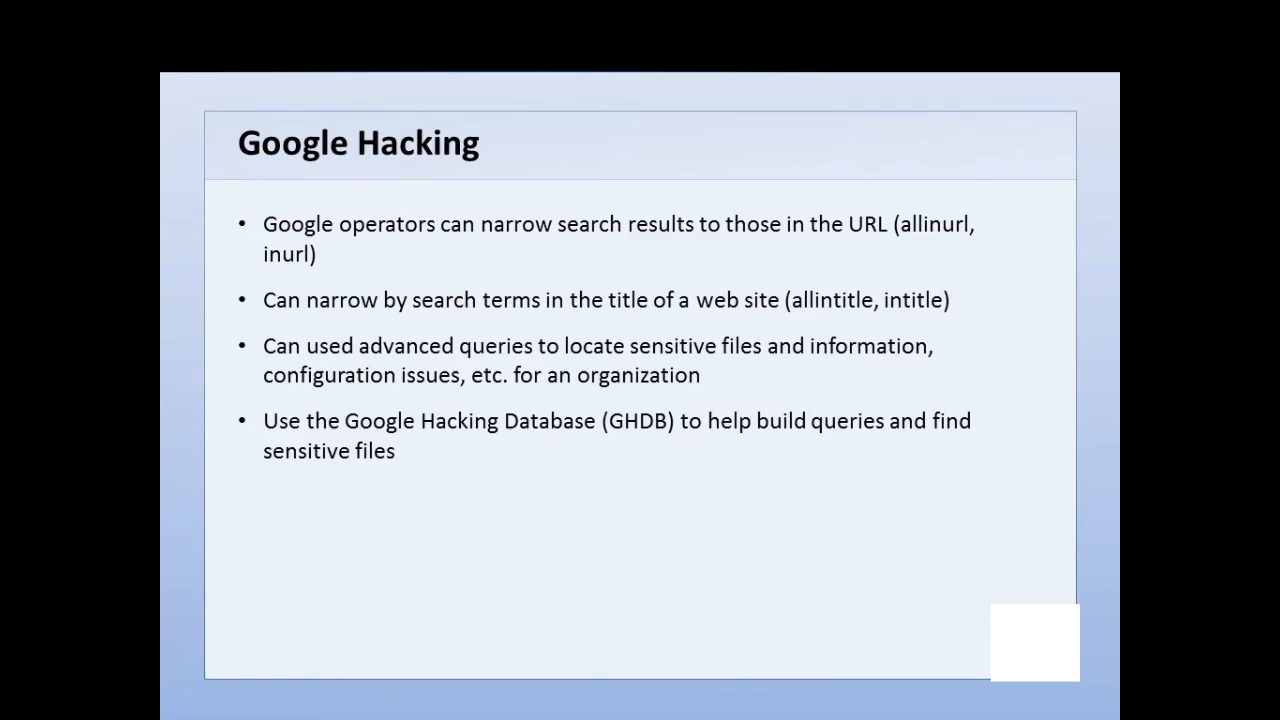 Google Hacking
• Google operators can narrow search results to those in the URL (allinurl,
inurl)
• Can narrow by search terms in the title of a web site (allintitle, intitle)
• Can used advanced queries to locate sensitive files and information,
configuration issues, etc. for an organization
• Use the Google Hacking Database (GHDB) to help build queries and find
sensitive files